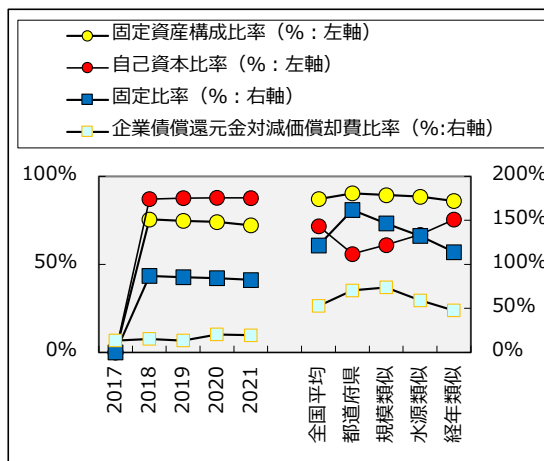 固定資産構成比率（%：左軸）
自己資本比率（%：左軸）
固定比率（%：右軸）
企業債償還元金対減価償却費比率（%:右軸）
100%
50%
0%
200%
150%
100%
50%
0%
2017
2018
2019
2020
2021
全国平均
都道府県
規模類似
水源類似
経年類似